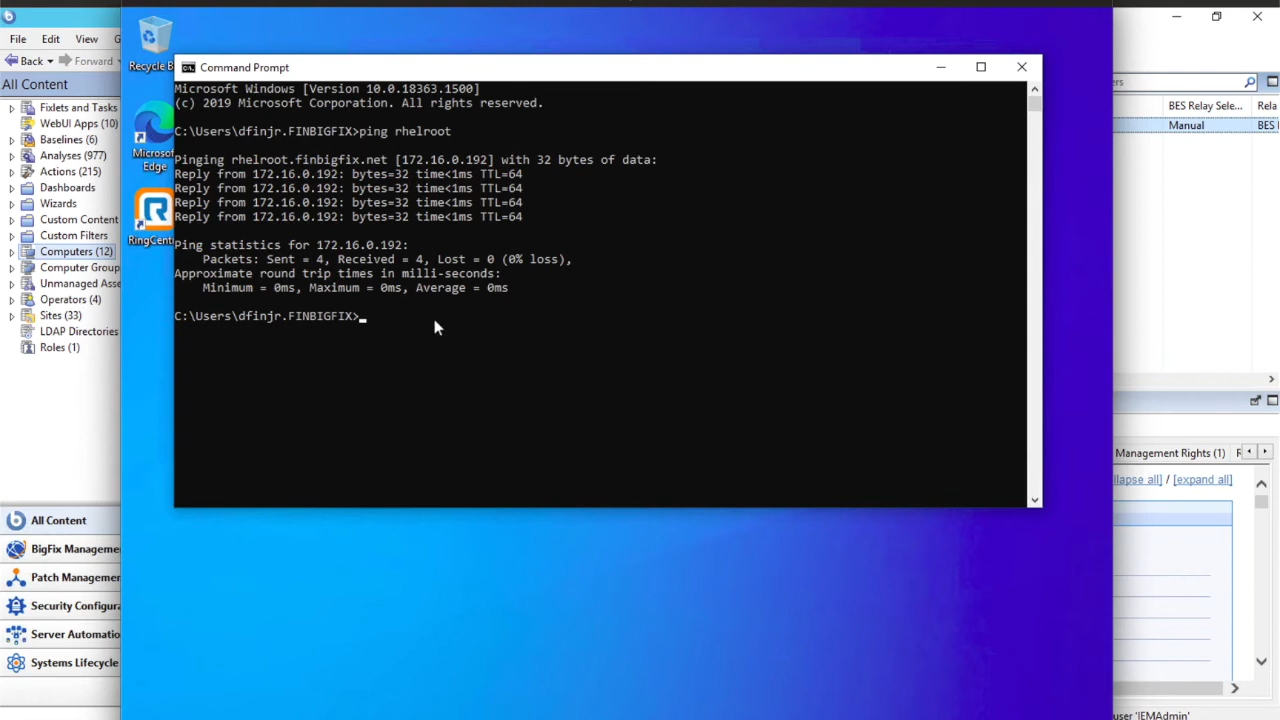 File Edit View G
Back Forward
All Content
Fixlets and Tasks
WebUI Apps (10)
Baselines (6)
Analyses (977)
Actions (215)
Dashboards
Wizards
Custom Content
Custom Filters
Computers (12)
Computer Group
Unmanaged Asse
Operators (4)
Sites (33)
LDAP Directories
Roles (1)
All Content
BigFix Manageme
Patch Managemen
Security Configura
Server Automatio
Systems Lifecycle
Recycle B
Microsof
Edge
RingCentr
Command Prompt
Microsoft Windows [Version 10.0.18363.1500]
(c) 2019 Microsoft Corporation. All rights reserved.
C:\Users\dfinjr.FINBIGFIX>ping rhelroot
Pinging rhelroot.finbigfix.net [172.16.0.192] with 32 bytes of data:
Reply from 172.16.0.192: bytes=32 time<1ms TTL=64
Reply from 172.16.0.192: bytes=32 time<1ms TTL=64
Reply from 172.16.0.192: bytes=32 time<1ms TTL=64
Reply from 172.16.0.192: bytes=32 time<1ms TTL=64
Ping statistics for 172.16.0.192:
Packets: Sent = 4, Received = 4, Lost = 0 (0% loss),
Approximate round trip times in milli-seconds:
Minimum = 0ms, Maximum = 0ms, Average = 0ms
C:\Users\dfinjr.FINBIGFIX>_
ers
BES Relay Sele... Rela
Manual BES
Management Rights (1) R
llapse all] / [expand all]
user 'IEMAdmin'